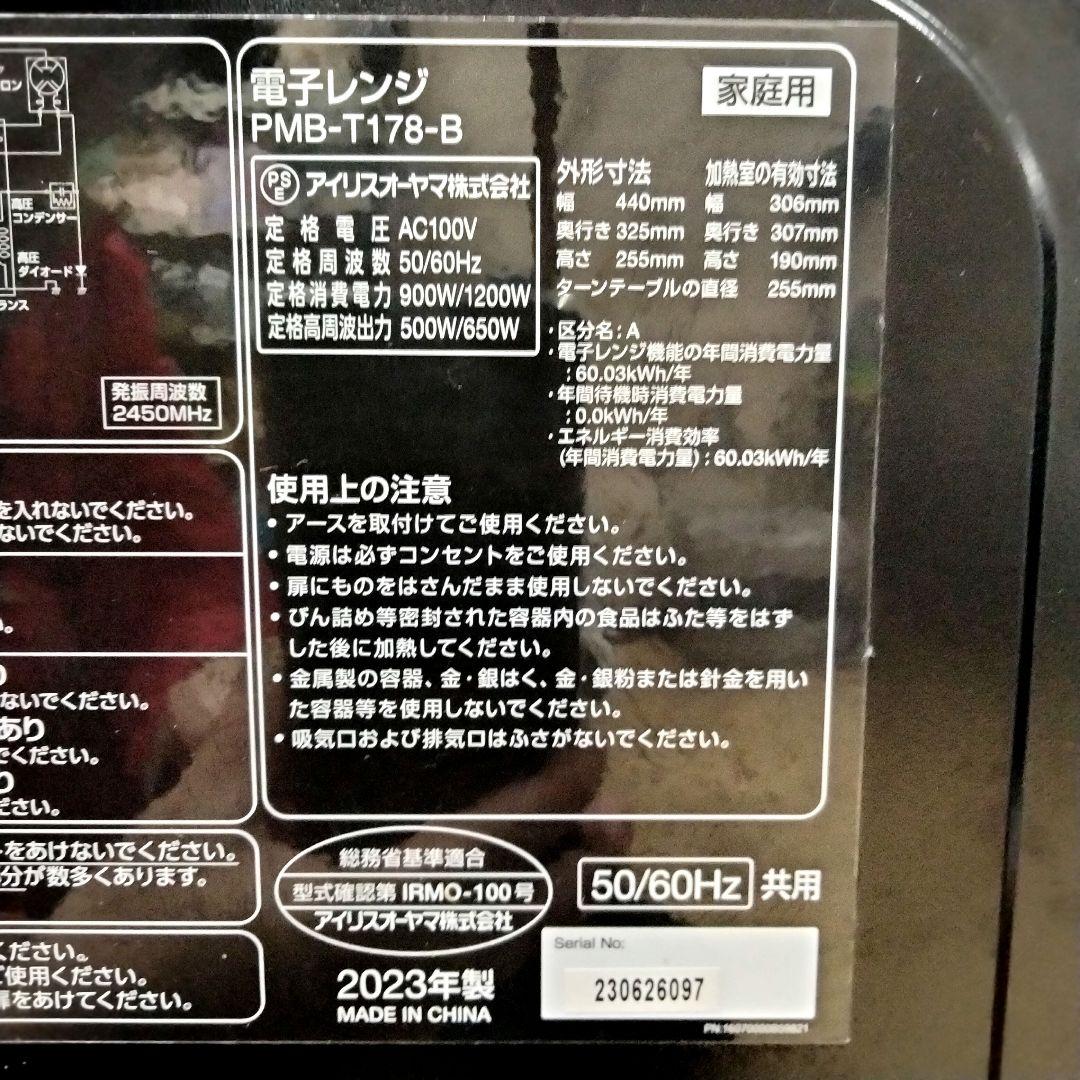 ロン
高圧
コンデンサー
高圧
ダイオード
ランス
発振周波数
2450MHz
を入れないでください。
ないでください。
い。
り
ないでください。
あり
でください。
り
ださい。
をあけないでください。
分が数多くあります。
ください。
ご使用ください。
扉をあけてください。
電子レンジ
PMB-T178-B
家庭用
PSE アイリスオーヤマ株式会社
定格電圧 AC100V
定格周波数 50/60Hz
定格消費電力 900W/1200W
定格高周波出力 500W/650W
外形寸法
幅 440mm
奥行き 325mm
高さ 255mm
加熱室の有効寸法
幅 306mm
奥行き 307mm
高さ 190mm
ターンテーブルの直径 255mm
・区分名:A
・電子レンジ機能の年間消費電力量
:60.03kWh/年
・年間待機時消費電力量
:0.0kWh/年
・エネルギー消費効率
(年間消費電力量):60.03kWh/年
使用上の注意
・アースを取付けてご使用ください。
・電源は必ずコンセントをご使用ください。
・扉にものをはさんだまま使用しないでください。
・びん詰め等密封された容器内の食品はふた等をはず
した後に加熱してください。
・金属製の容器、金・銀はく、金・銀粉または針金を用い
た容器等を使用しないでください。
・吸気口および排気口はふさがないでください。
総務省基準適合
型式確認第 IRMO-100号
アイリスオーヤマ株式会社
50/60Hz 共用
2023年製
MADE IN CHINA
Serial No:
230626097